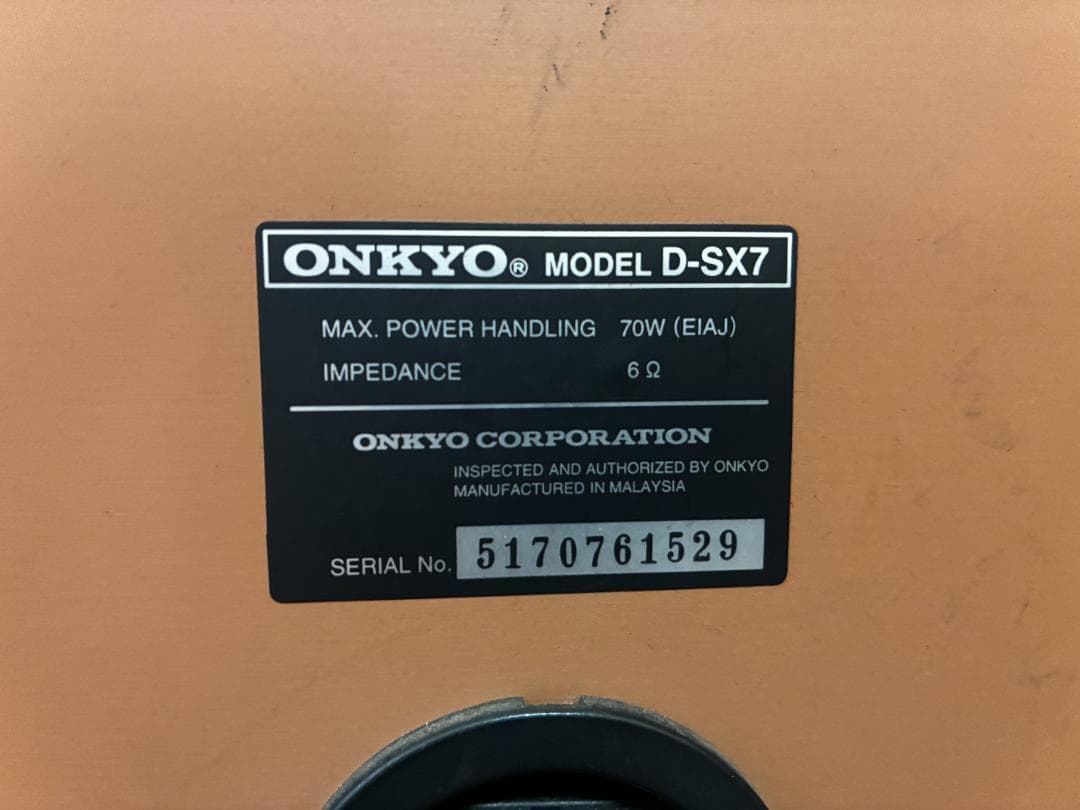 ONKYO® MODEL D-SX7
MAX. POWER HANDLING 70W (EIAJ)
IMPEDANCE 6 Ω
ONKYO CORPORATION
INSPECTED AND AUTHORIZED BY ONKYO
MANUFACTURED IN MALAYSIA
SERIAL No. 5170761529